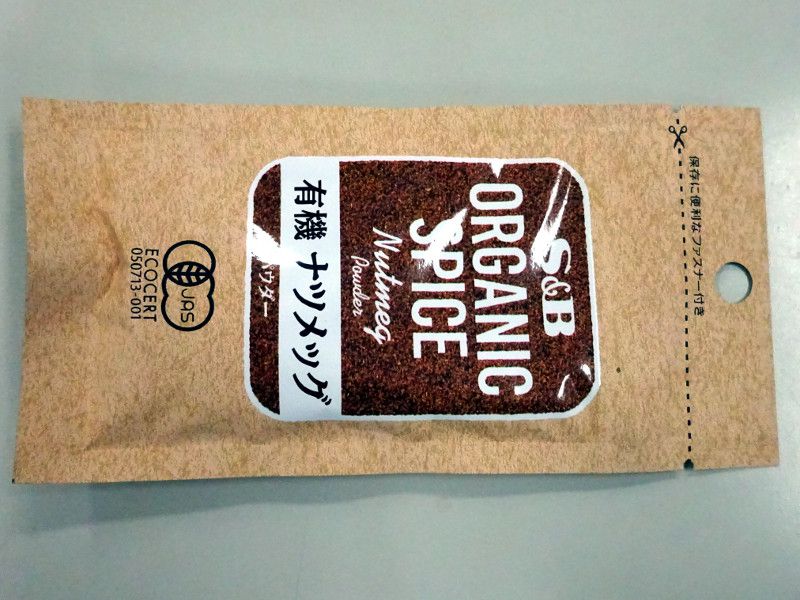 保存に便利なファスナー付き
S&B
ORGANIC
SPICE
Nutmeg
Powder
有機 ナツメッグ
パウダー
JAS
ECOCERT
050713-001